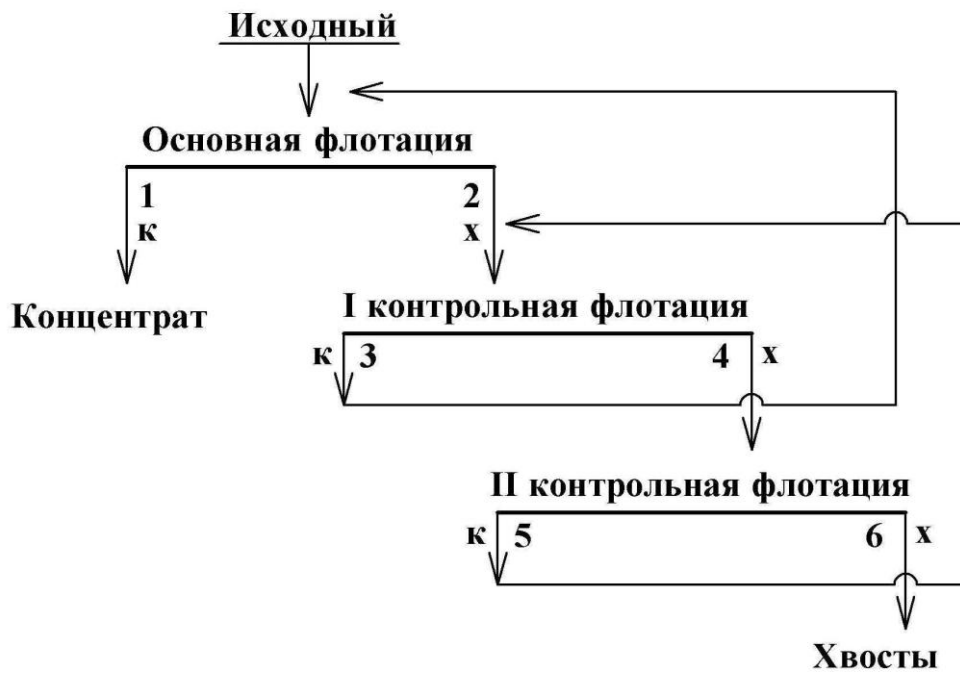 Исходный
Основная флотация
1 2
к х
Концентрат
I контрольная флотация
к 3 4 х
II контрольная флотация
к 5 6 х
Хвосты